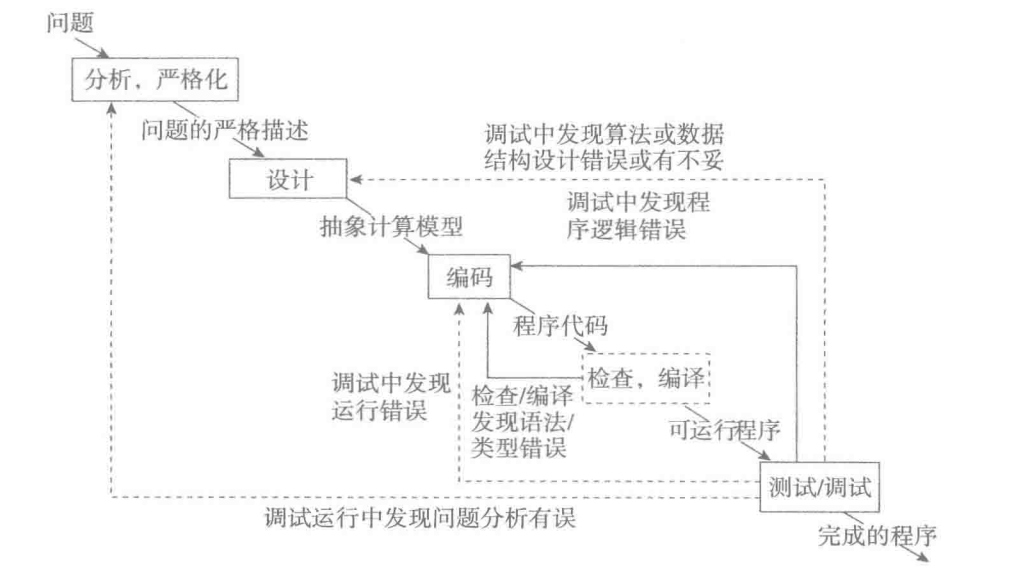 问题
分析，严格化
问题的严格描述
调试中发现算法或数据
结构设计错误或有不妥
设计
调试中发现程
序逻辑错误
抽象计算模型
编码
程序代码
检查，编译
调试中发现
运行错误
检查/编译
发现语法/
类型错误
可运行程序
测试/调试
调试运行中发现问题分析有误
完成的程序